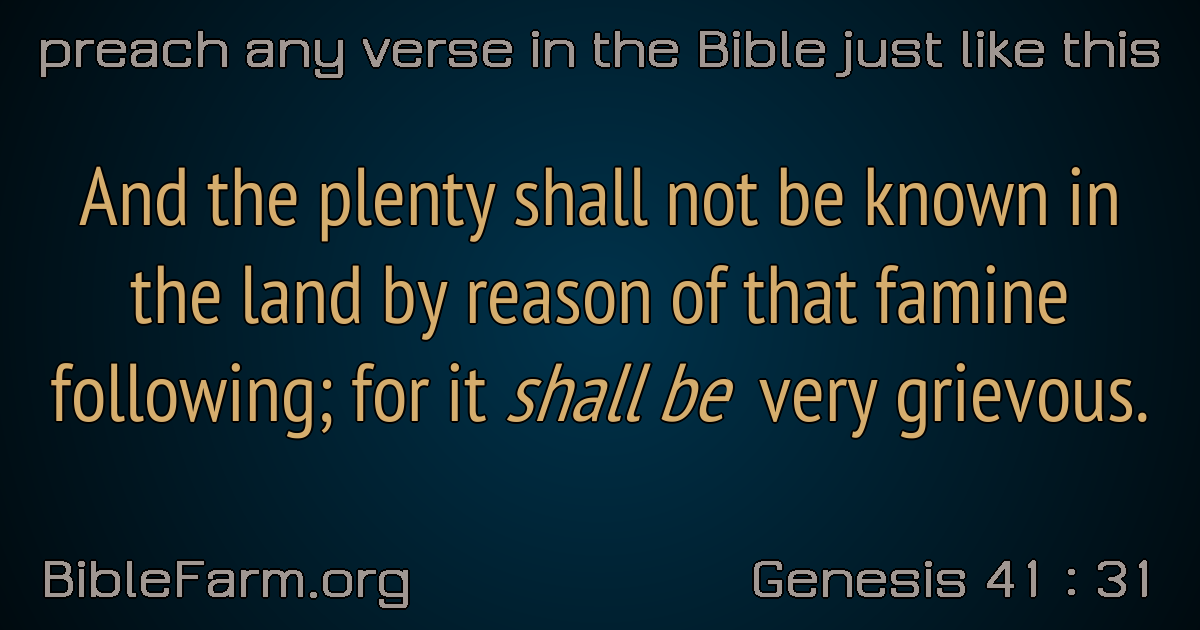 preach any verse in the Bible just like this
And the plenty shall not be known in
the land by reason of that famine
following; for it shall be very grievous.
BibleFarm.org
Genesis 41 : 31